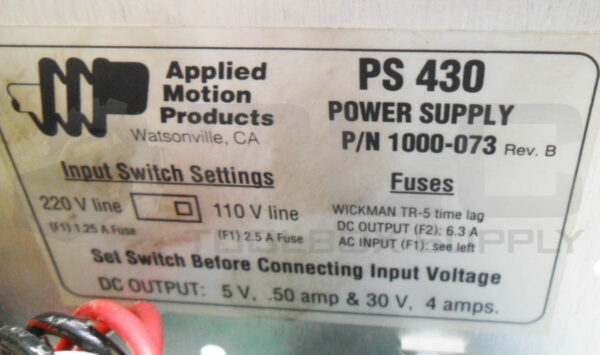 Applied
Motion
Products
Watsonville, CA
PS 430
POWER SUPPLY
P/N 1000-073 Rev. B
Input Switch Settings
220 V line
110 V line
(F1) 1.25 A Fuse
(F1) 2.5 A Fuse
Fuses
WICKMAN TR-5 time lag
DC OUTPUT (F2): 6.3 A
AC INPUT (F1): see left
Set Switch Before Connecting Input Voltage
DC OUTPUT: 5 V, .50 amp & 30 V, 4 amps.